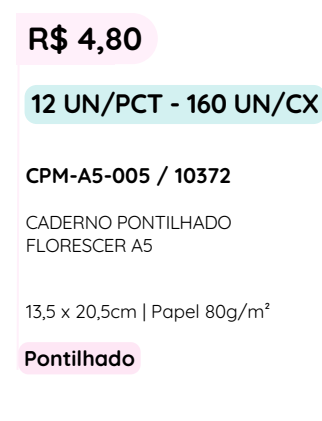 R$ 4,80
12 UN/PCT - 160 UN/CX
CPM-A5-005 / 10372
CADERNO PONTILHADO
FLORESCER A5
13,5 x 20,5cm | Papel 80g/m²
Pontilhado